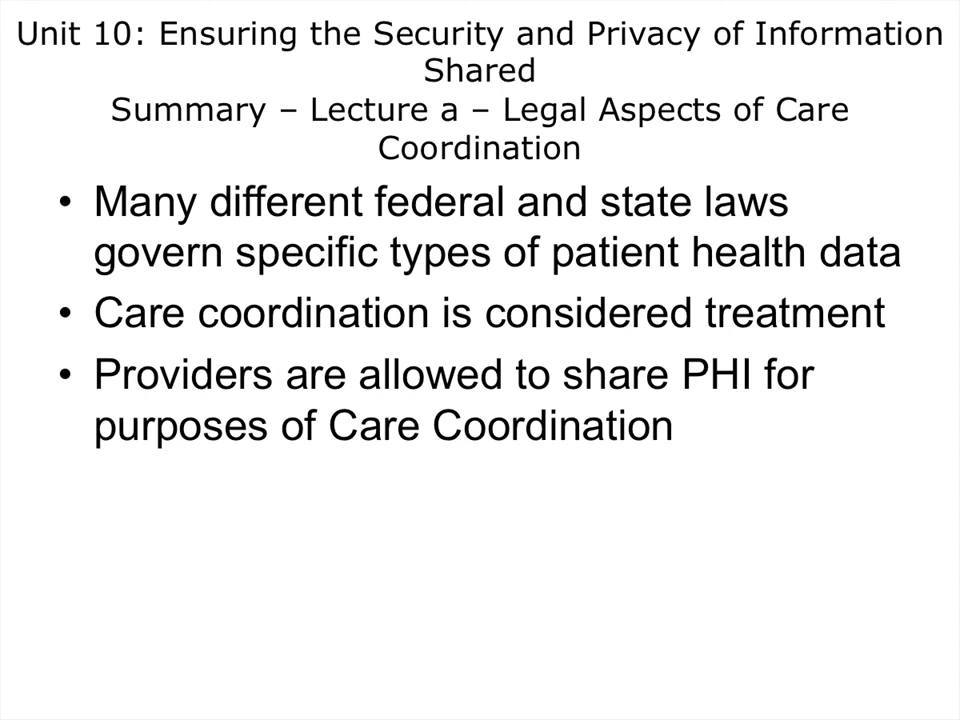 Unit 10: Ensuring the Security and Privacy of Information
Shared
Summary – Lecture a – Legal Aspects of Care
Coordination
• Many different federal and state laws
govern specific types of patient health data
• Care coordination is considered treatment
• Providers are allowed to share PHI for
purposes of Care Coordination